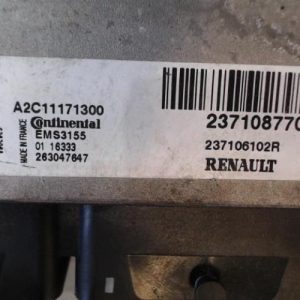 A2C11171300
Continental
EMS3155
01 16333
263047647
MADE IN FRANCE
23710877
237106102R
RENAULT